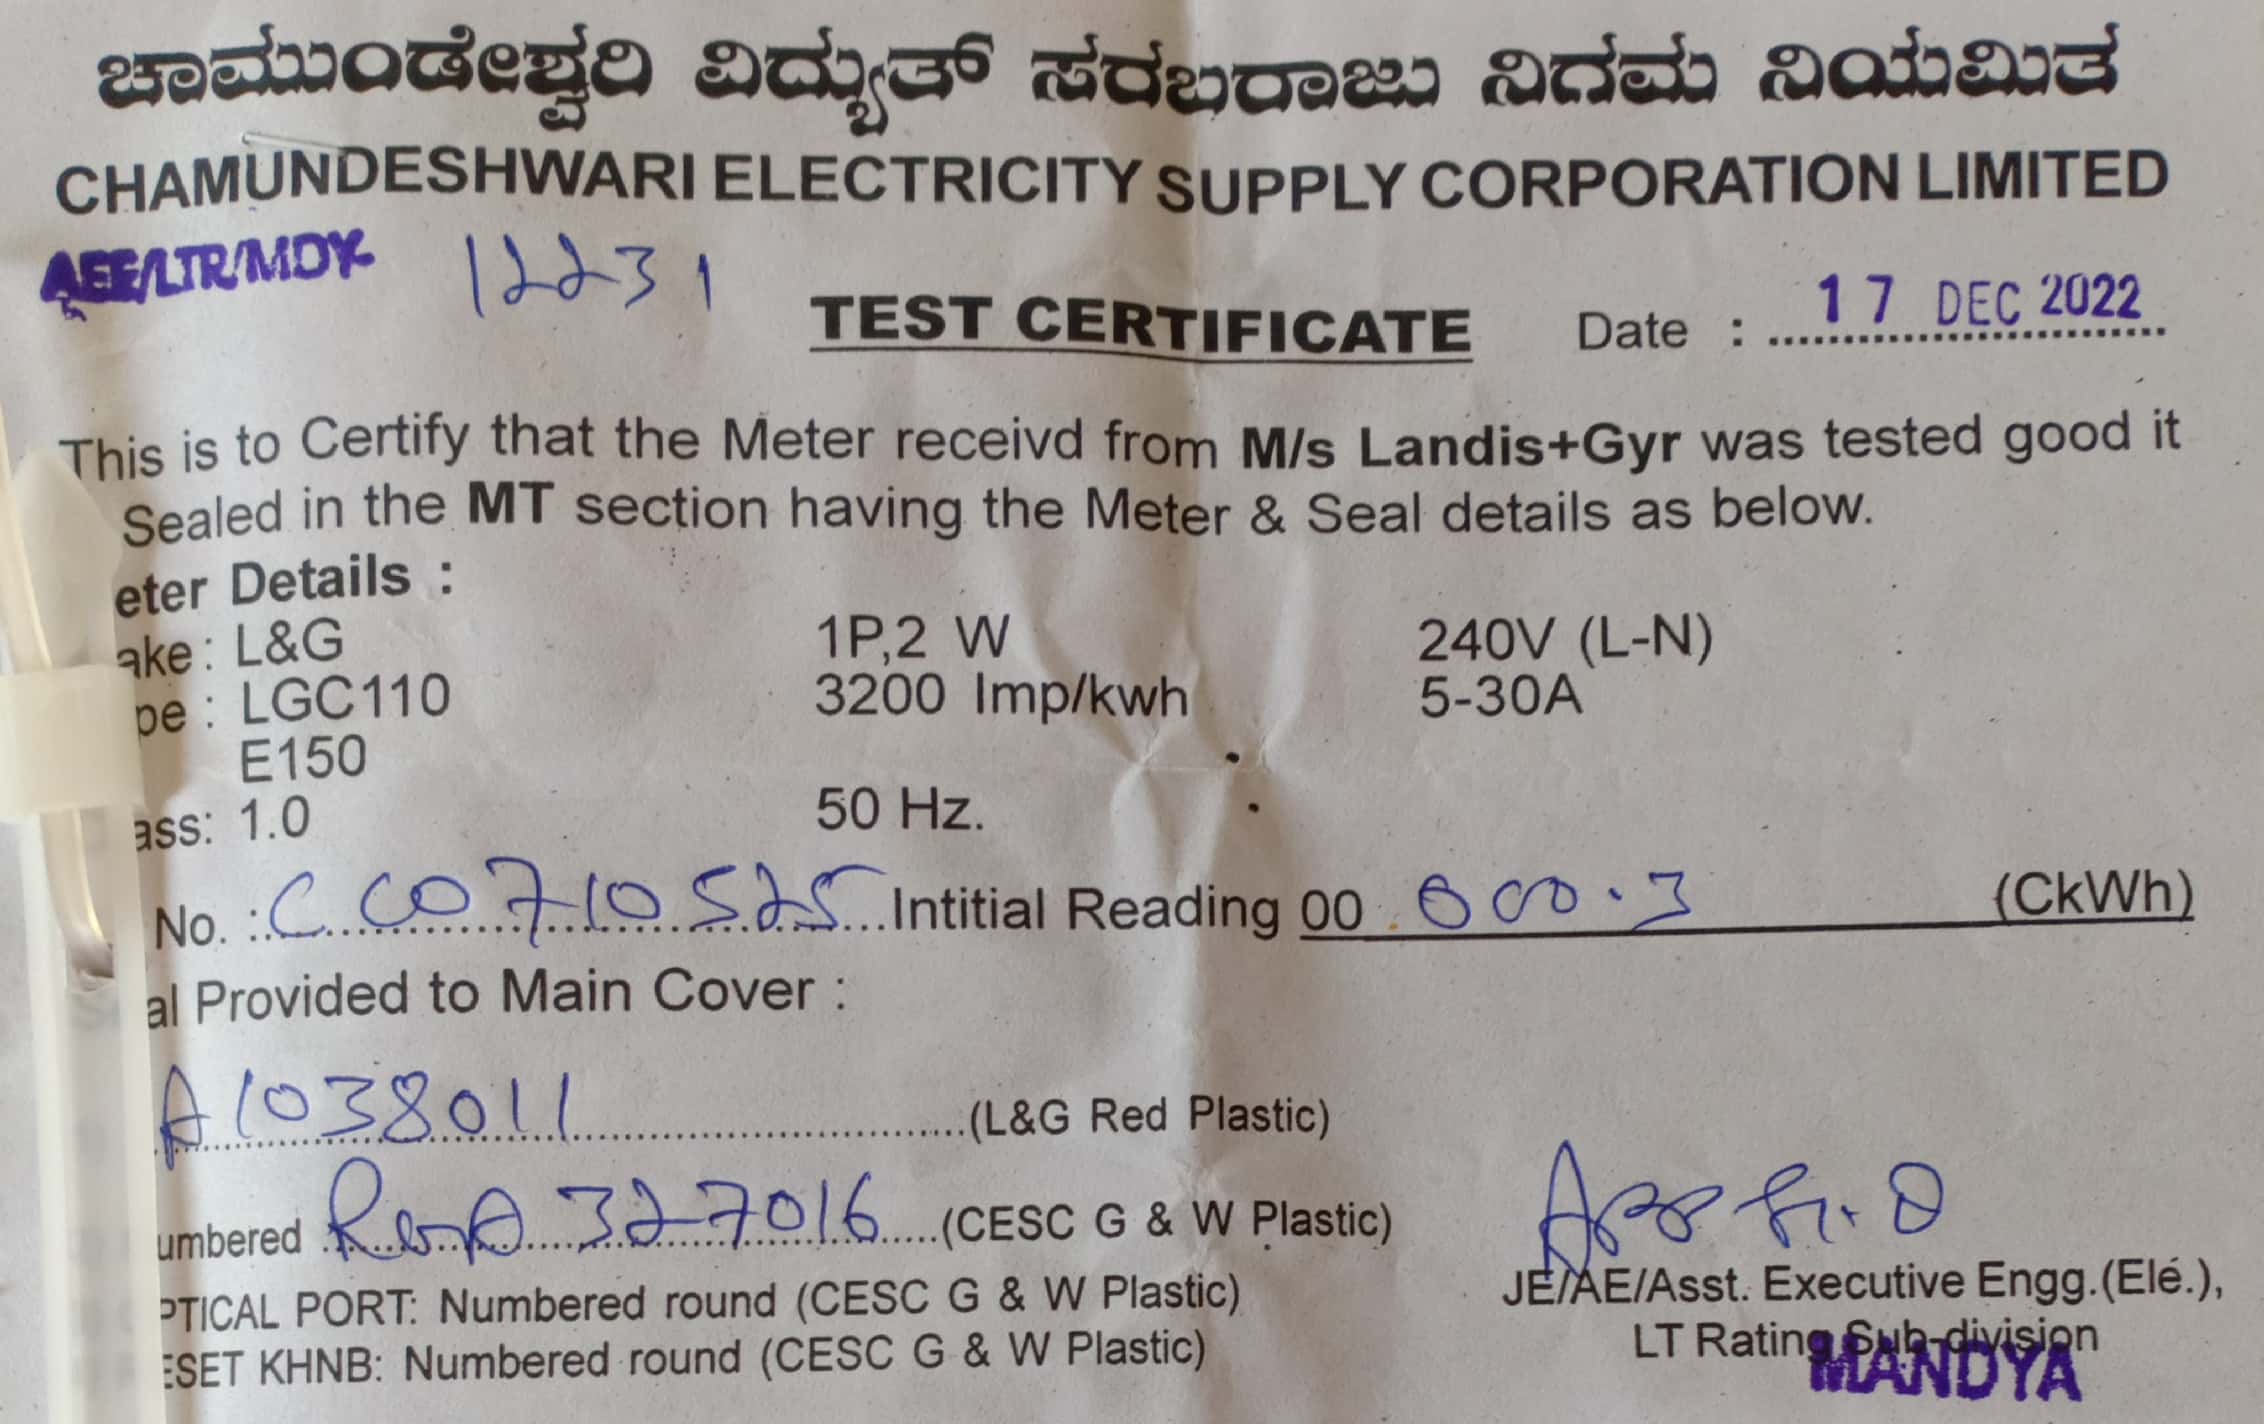 ಚಾಮುಂಡೇಶ್ವರಿ ವಿದ್ಯುತ್ ಸರಬರಾಜು ನಿಗಮ ನಿಯಮಿತ
CHAMUNDESHWARI ELECTRICITY SUPPLY CORPORATION LIMITED
AEE/LTR/MDY 12231
TEST CERTIFICATE Date : 17 DEC 2022
This is to Certify that the Meter receivd from M/s Landis+Gyr was tested good it
Sealed in the MT section having the Meter & Seal details as below.
eter Details :
ake : L&G 1P,2 W 240V (L-N)
pe : LGC110 3200 Imp/kwh 5-30A
E150
ass: 1.0 50 Hz.
No. : CC0710525 Intitial Reading 00 000.3 (CkWh)
al Provided to Main Cover :
A1038011 (L&G Red Plastic)
umbered 327016 (CESC G & W Plastic)
PTICAL PORT: Numbered round (CESC G & W Plastic)
ESET KHNB: Numbered round (CESC G & W Plastic)
JE/AE/Asst. Executive Engg.(Ele.),
LT Rating Sub-division
MANDYA